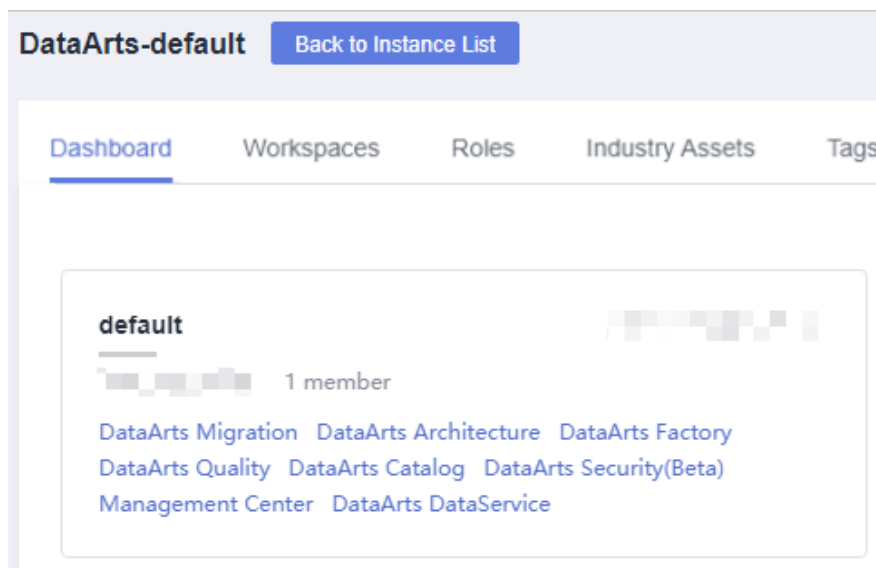 DataArts-default Back to Instance List
Dashboard Workspaces Roles Industry Assets Tags
default
1 member
DataArts Migration DataArts Architecture DataArts Factory
DataArts Quality DataArts Catalog DataArts Security(Beta)
Management Center DataArts DataService